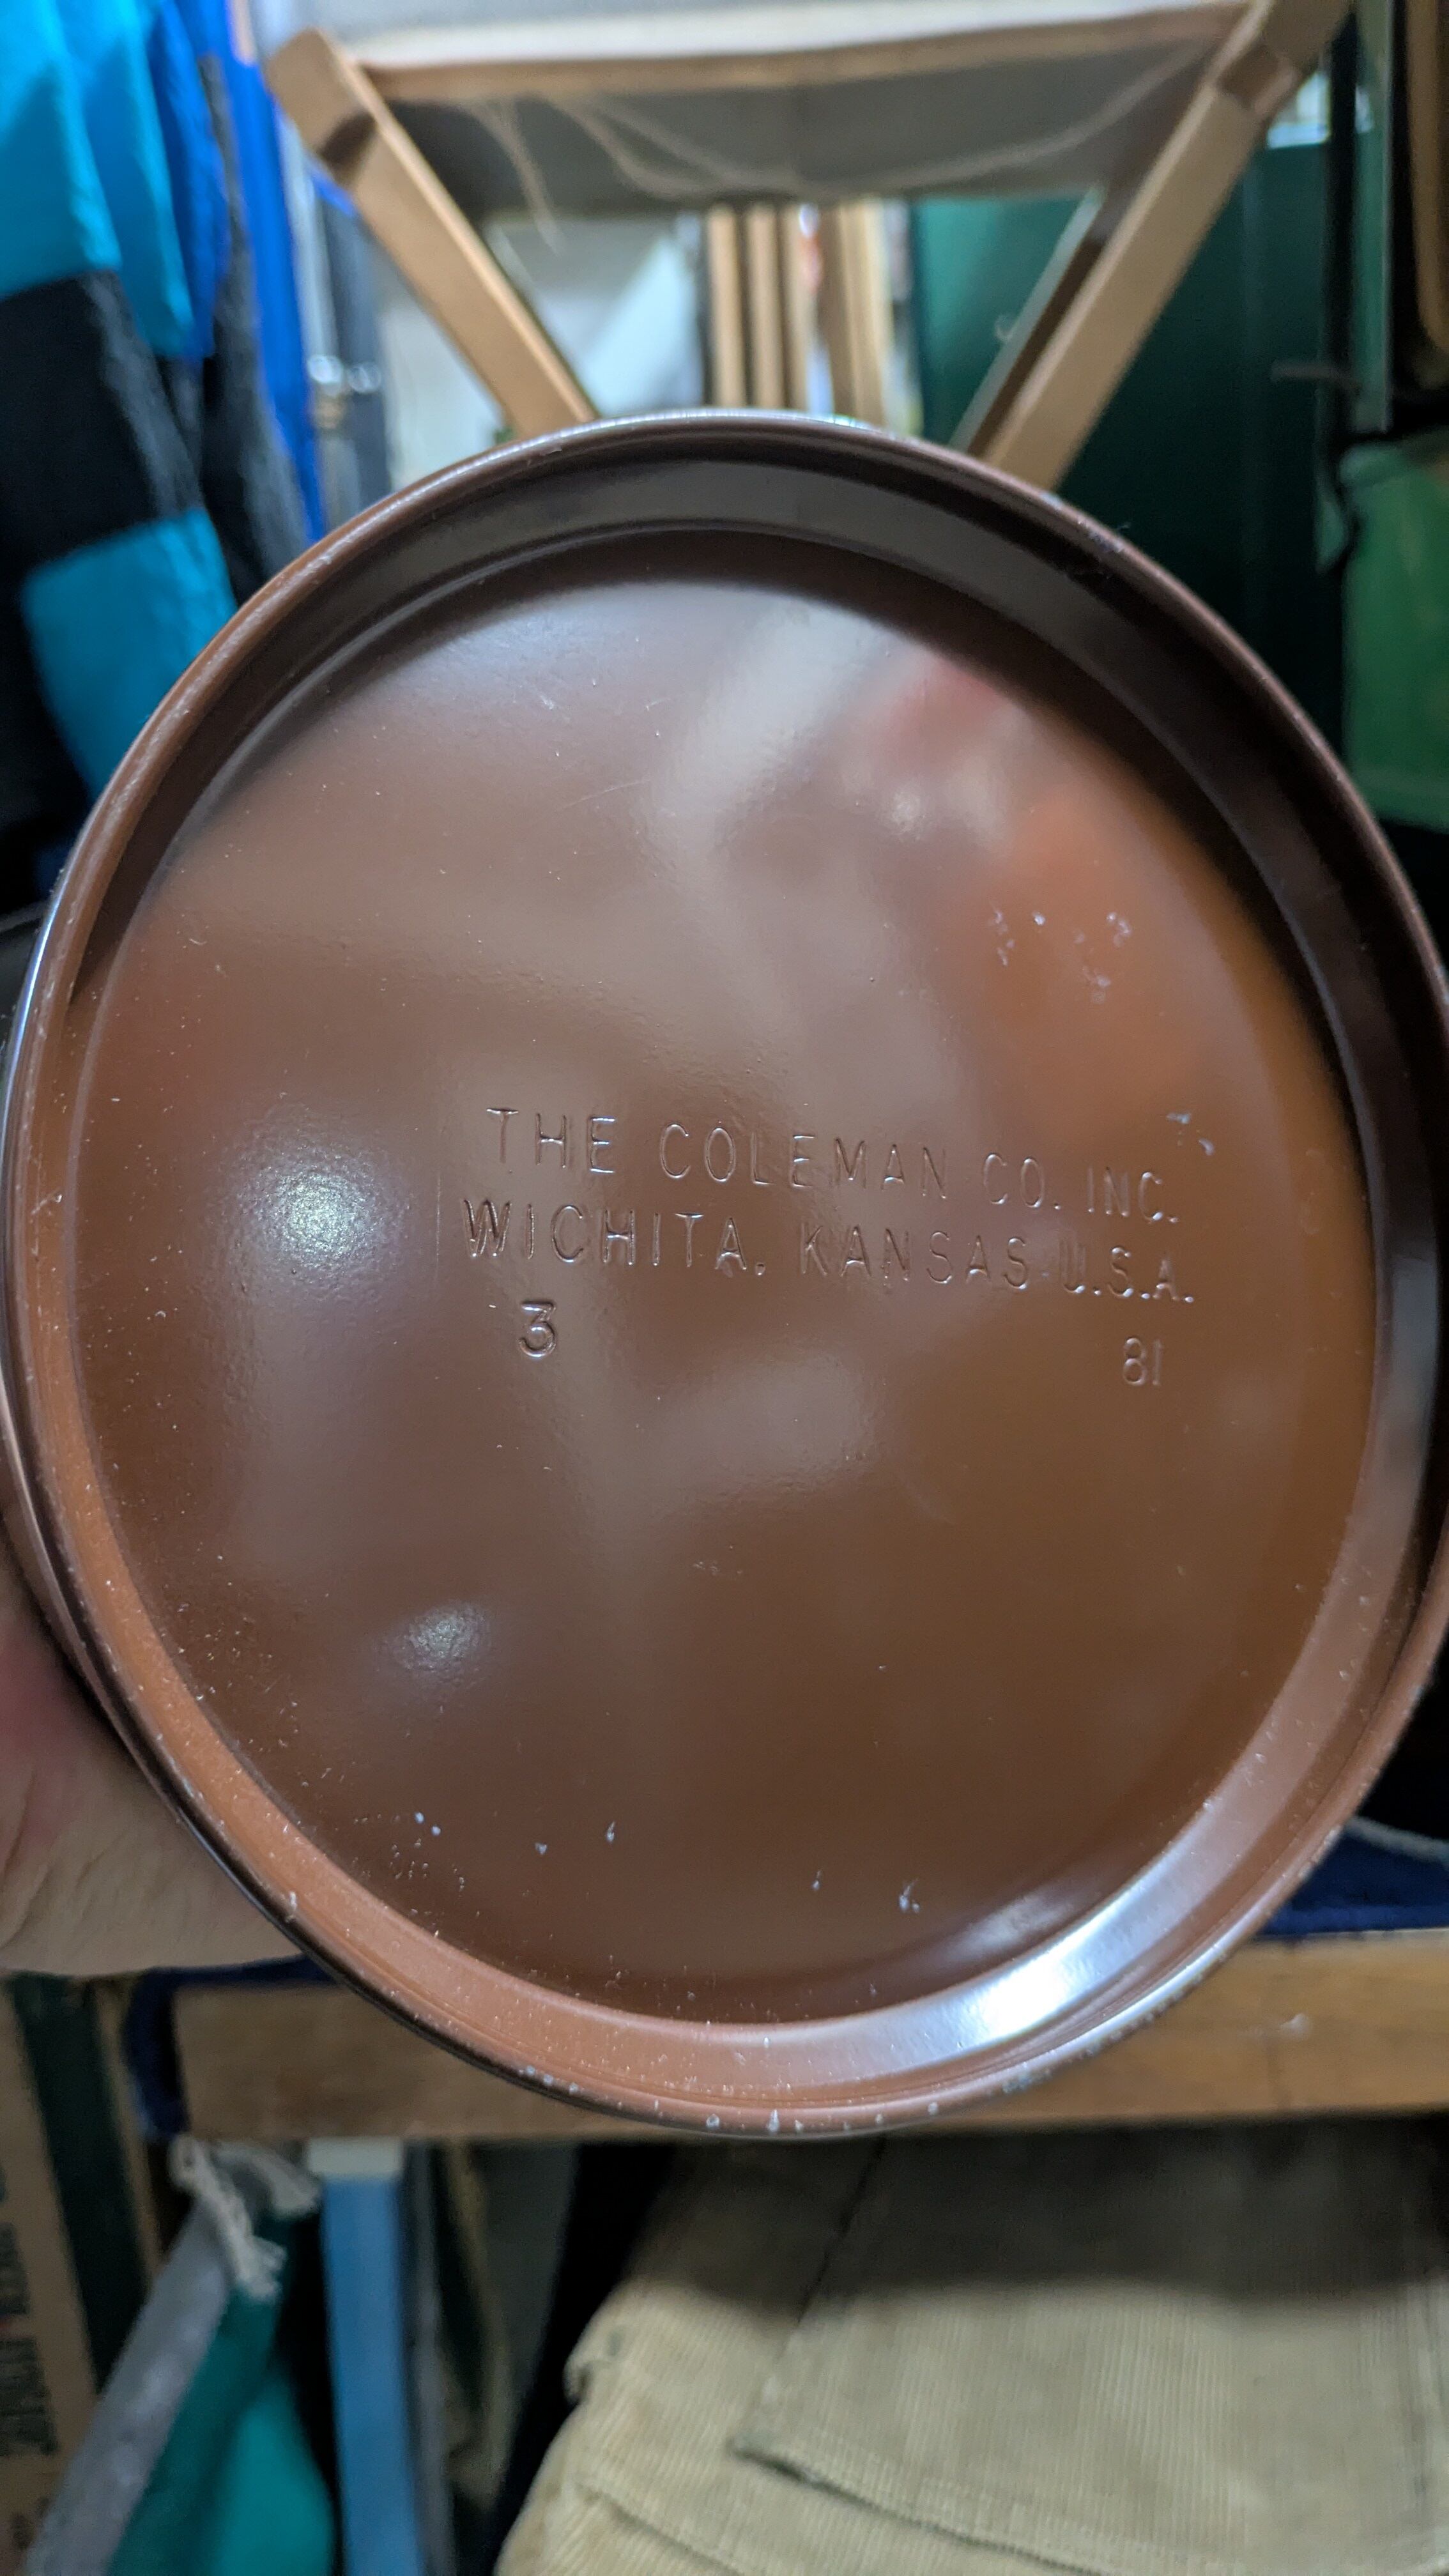 THE COLEMAN CO. INC.
WICHITA, KANSAS U.S.A.
3 81